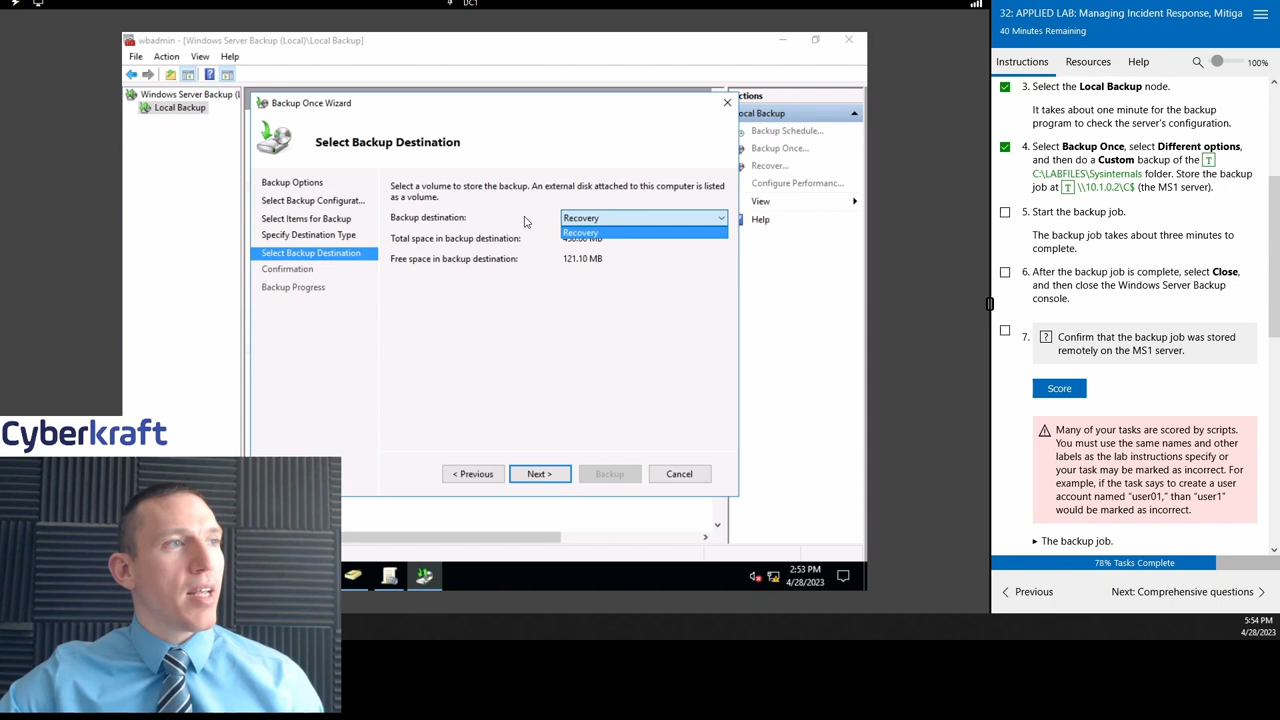 DC1
32: APPLIED LAB: Managing Incident Response, Mitiga
40 Minutes Remaining
wbadmin - [Windows Server Backup (Local)\Local Backup]
File Action View Help
Windows Server Backup (L
Local Backup
Backup Once Wizard
Select Backup Destination
Backup Options
Select Backup Configurat...
Select Items for Backup
Specify Destination Type
Select Backup Destination
Confirmation
Backup Progress
Select a volume to store the backup. An external disk attached to this computer is listed
as a volume.
Backup destination: Recovery
Recovery
Total space in backup destination:
Free space in backup destination: 121.10 MB
< Previous Next > Backup Cancel
ctions
ocal Backup
Backup Schedule...
Backup Once...
Recover...
Configure Performanc...
View
Help
2:53 PM
4/28/2023
Cyberkraft
Instructions Resources Help 100%
3. Select the Local Backup node.
It takes about one minute for the backup
program to check the server's configuration.
4. Select Backup Once, select Different options,
and then do a Custom backup of the T
C:\LABFILES\Sysinternals folder. Store the backup
job at T \\10.1.0.2\C$ (the MS1 server).
5. Start the backup job.
The backup job takes about three minutes to
complete.
6. After the backup job is complete, select Close,
and then close the Windows Server Backup
console.
7. ? Confirm that the backup job was stored
remotely on the MS1 server.
Score
Many of your tasks are scored by scripts.
You must use the same names and other
labels as the lab instructions specify or
your task may be marked as incorrect. For
example, if the task says to create a user
account named “user01,” than “user1”
would be marked as incorrect.
The backup job.
78% Tasks Complete
Previous Next: Comprehensive questions
5:54 PM
4/28/2023